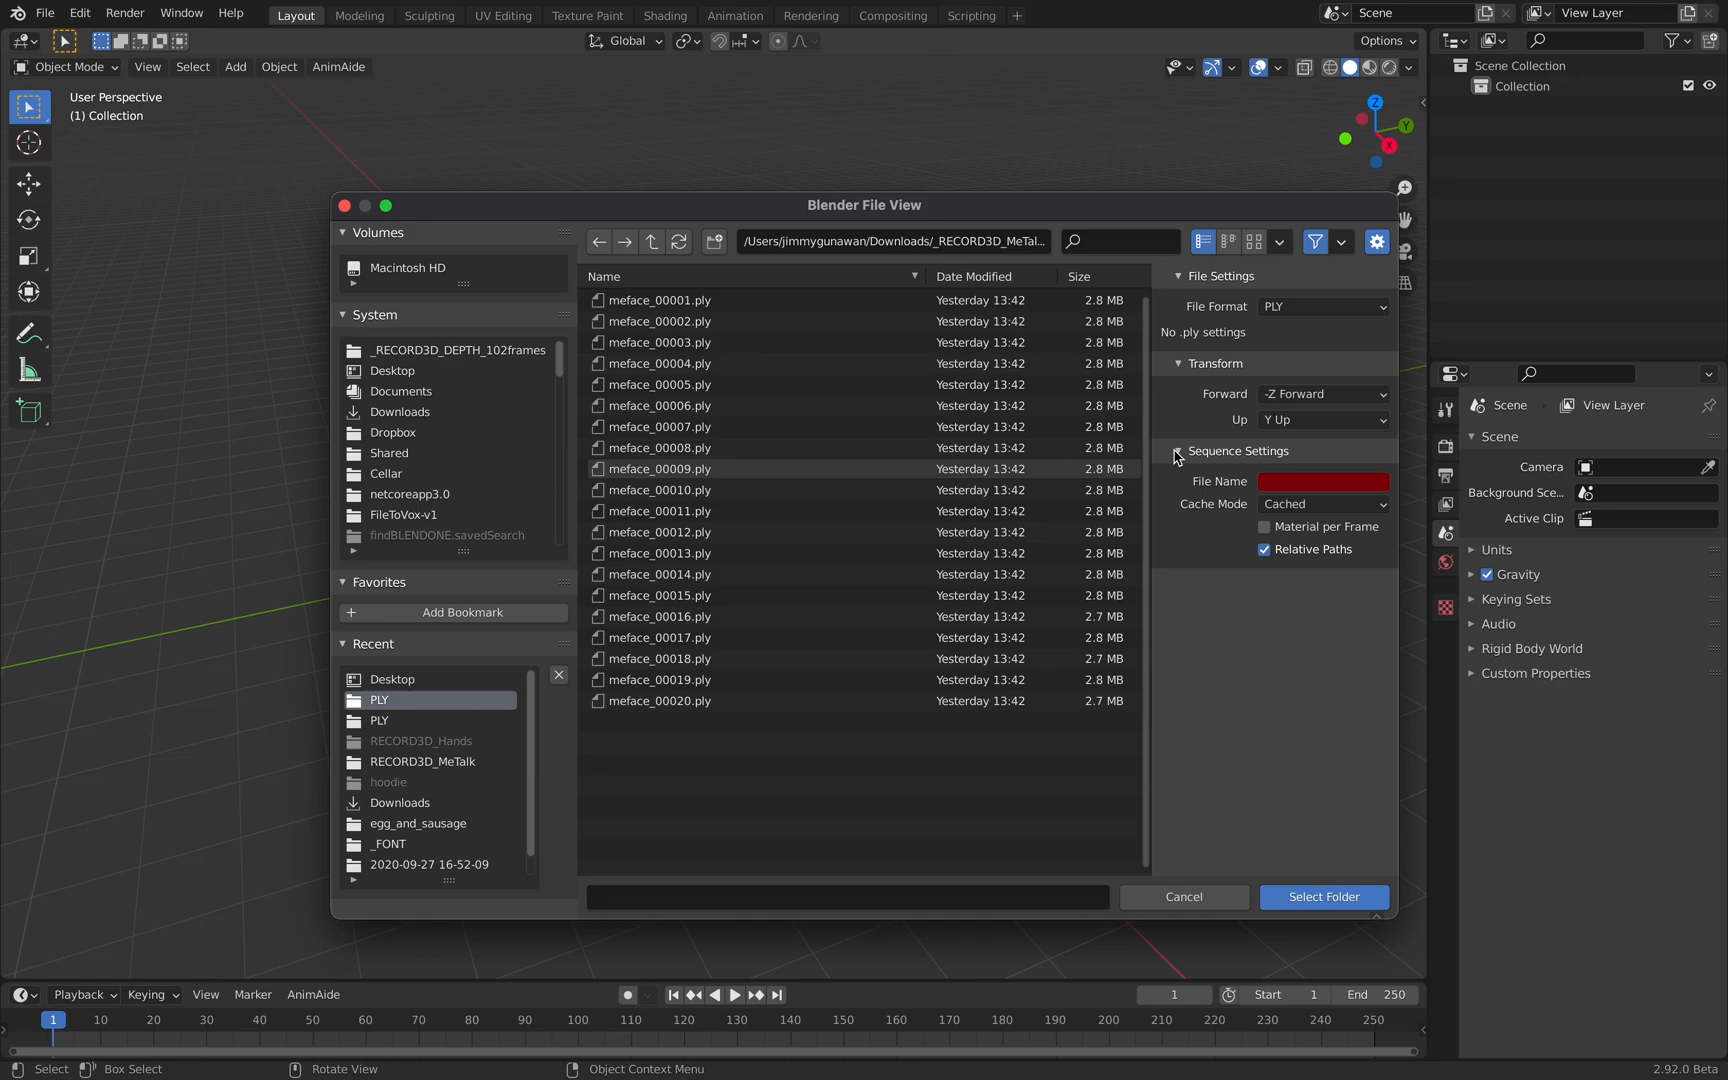 File Edit Render Window Help Layout Modeling Sculpting UV Editing Texture Paint Shading Animation Rendering Compositing Scripting + Scene View Layer
Global Options
Object Mode View Select Add Object AnimAide
Scene Collection
Collection
User Perspective
(1) Collection
Z
Y
X
Blender File View
Volumes
Macintosh HD
System
_RECORD3D_DEPTH_102frames
Desktop
Documents
Downloads
Dropbox
Shared
Cellar
netcoreapp3.0
FileToVox-v1
findBLENDONE.savedSearch
Favorites
Add Bookmark
Recent
Desktop
PLY
PLY
RECORD3D_Hands
RECORD3D_MeTalk
hoodie
Downloads
egg_and_sausage
_FONT
2020-09-27 16-52-09
/Users/jimmygunawan/Downloads/_RECORD3D_MeTal...
Name Date Modified Size
meface_00001.ply Yesterday 13:42 2.8 MB
meface_00002.ply Yesterday 13:42 2.8 MB
meface_00003.ply Yesterday 13:42 2.8 MB
meface_00004.ply Yesterday 13:42 2.8 MB
meface_00005.ply Yesterday 13:42 2.8 MB
meface_00006.ply Yesterday 13:42 2.8 MB
meface_00007.ply Yesterday 13:42 2.8 MB
meface_00008.ply Yesterday 13:42 2.8 MB
meface_00009.ply Yesterday 13:42 2.8 MB
meface_00010.ply Yesterday 13:42 2.8 MB
meface_00011.ply Yesterday 13:42 2.8 MB
meface_00012.ply Yesterday 13:42 2.8 MB
meface_00013.ply Yesterday 13:42 2.8 MB
meface_00014.ply Yesterday 13:42 2.8 MB
meface_00015.ply Yesterday 13:42 2.8 MB
meface_00016.ply Yesterday 13:42 2.7 MB
meface_00017.ply Yesterday 13:42 2.8 MB
meface_00018.ply Yesterday 13:42 2.7 MB
meface_00019.ply Yesterday 13:42 2.8 MB
meface_00020.ply Yesterday 13:42 2.7 MB
File Settings
File Format PLY
No .ply settings
Transform
Forward -Z Forward
Up Y Up
Sequence Settings
File Name
Cache Mode Cached
Material per Frame
Relative Paths
Cancel Select Folder
Scene View Layer
Scene
Camera
Background Sce...
Active Clip
Units
Gravity
Keying Sets
Audio
Rigid Body World
Custom Properties
Playback Keying View Marker AnimAide 1 Start 1 End 250
1 10 20 30 40 50 60 70 80 90 100 110 120 130 140 150 160 170 180 190 200 210 220 230 240 250
Select Box Select Rotate View Object Context Menu 2.92.0 Beta